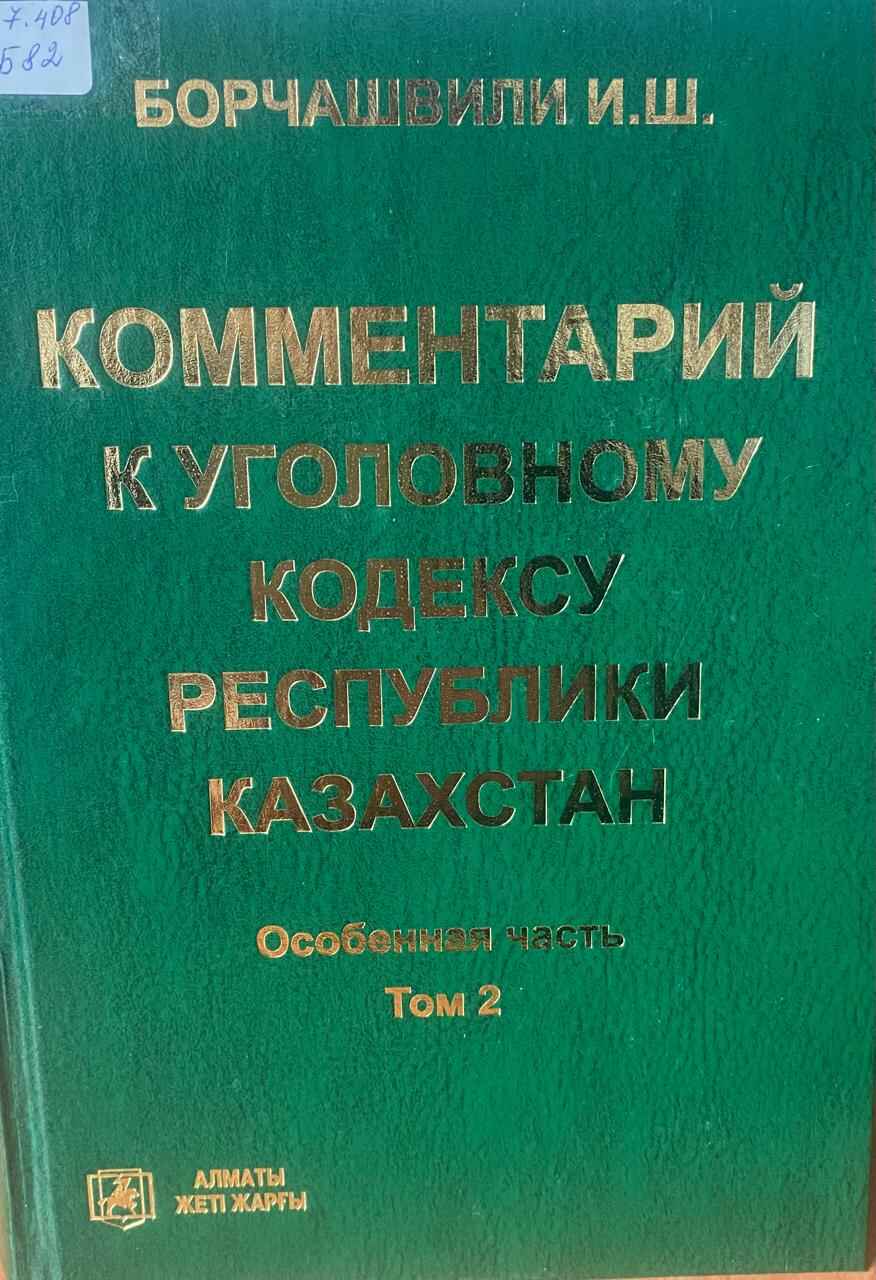 7.408
Б82
БОРЧАШВИЛИ И.Ш.
КОММЕНТАРИЙ
К УГОЛОВНОМУ
КОДЕКСУ
РЕСПУБЛИКИ
КАЗАХСТАН
Особенная часть
Том 2
АЛМАТЫ
ЖЕТІ ЖАРҒЫ